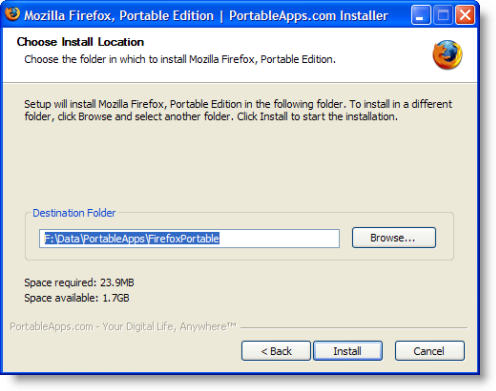 Mozilla Firefox, Portable Edition | PortableApps.com Installer
Choose Install Location
Choose the folder in which to install Mozilla Firefox, Portable Edition.
Setup will install Mozilla Firefox, Portable Edition in the following folder. To install in a different
folder, click Browse and select another folder. Click Install to start the installation.
Destination Folder
F:\Data\PortableApps\FirefoxPortable
Browse...
Space required: 23.9MB
Space available: 1.7GB
PortableApps.com - Your Digital Life, Anywhere™
< Back
Install
Cancel